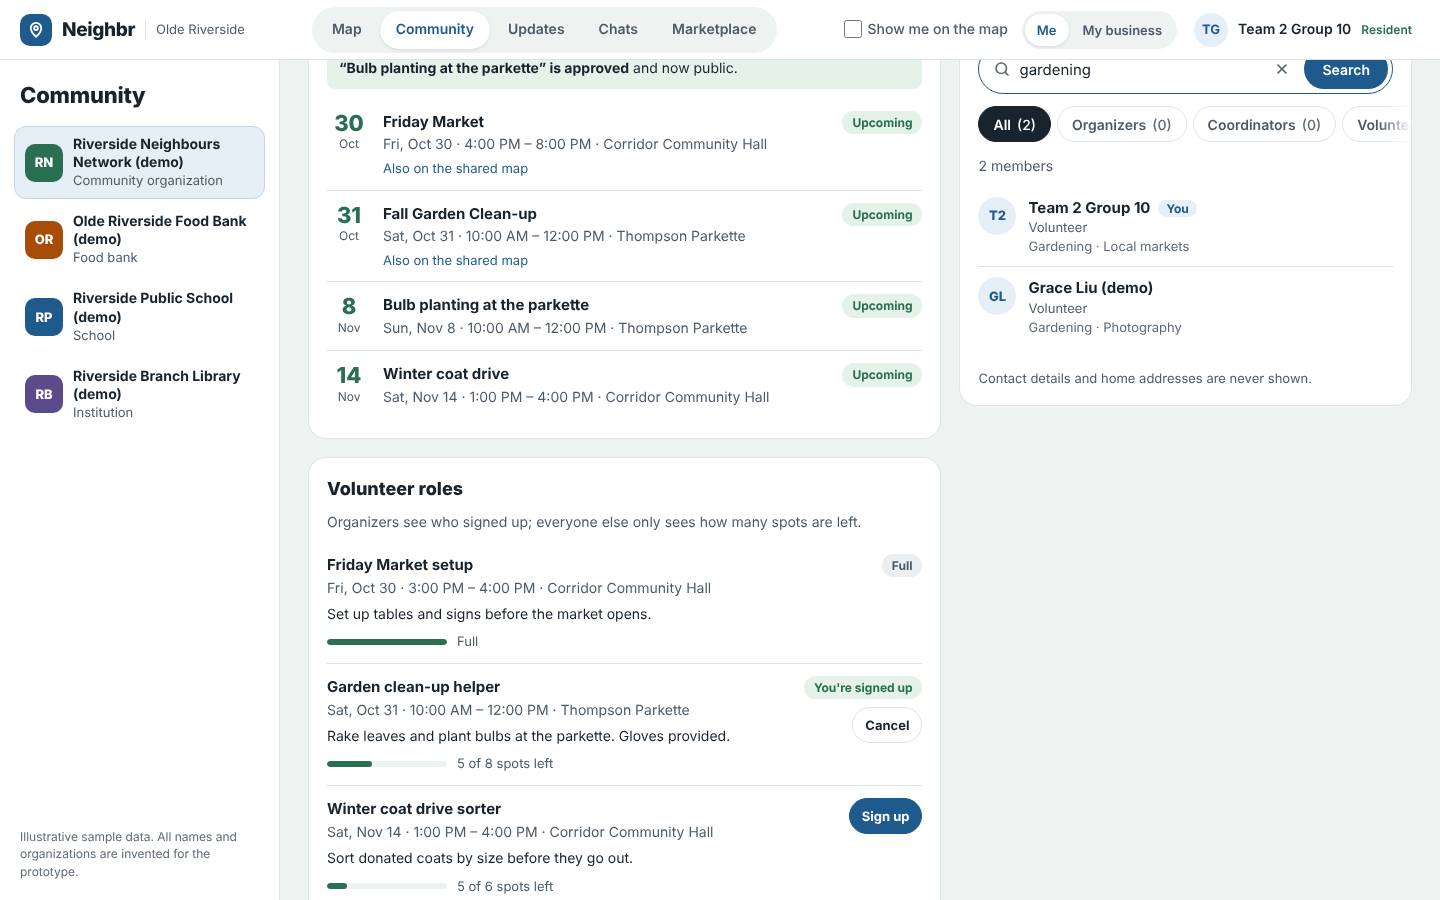 Neighbr
Olde Riverside
Map
Community
Updates
Chats
Marketplace
Show me on the map
Me
My business
TG
Team 2 Group 10
Resident
Community
RN
Riverside Neighbours
Network (demo)
Community organization
OR
Olde Riverside Food Bank
(demo)
Food bank
RP
Riverside Public School
(demo)
School
RB
Riverside Branch Library
(demo)
Institution
Illustrative sample data. All names and
organizations are invented for the
prototype.
“Bulb planting at the parkette” is approved and now public.
30
Oct
Friday Market
Fri, Oct 30 · 4:00 PM – 8:00 PM · Corridor Community Hall
Also on the shared map
Upcoming
31
Oct
Fall Garden Clean-up
Sat, Oct 31 · 10:00 AM – 12:00 PM · Thompson Parkette
Also on the shared map
Upcoming
8
Nov
Bulb planting at the parkette
Sun, Nov 8 · 10:00 AM – 12:00 PM · Thompson Parkette
Upcoming
14
Nov
Winter coat drive
Sat, Nov 14 · 1:00 PM – 4:00 PM · Corridor Community Hall
Upcoming
Volunteer roles
Organizers see who signed up; everyone else only sees how many spots are left.
Friday Market setup
Full
Fri, Oct 30 · 3:00 PM – 4:00 PM · Corridor Community Hall
Set up tables and signs before the market opens.
Full
Garden clean-up helper
You're signed up
Sat, Oct 31 · 10:00 AM – 12:00 PM · Thompson Parkette
Cancel
Rake leaves and plant bulbs at the parkette. Gloves provided.
5 of 8 spots left
Winter coat drive sorter
Sign up
Sat, Nov 14 · 1:00 PM – 4:00 PM · Corridor Community Hall
Sort donated coats by size before they go out.
5 of 6 spots left
gardening
Search
All (2)
Organizers (0)
Coordinators (0)
Volunte
2 members
T2
Team 2 Group 10
You
Volunteer
Gardening · Local markets
GL
Grace Liu (demo)
Volunteer
Gardening · Photography
Contact details and home addresses are never shown.